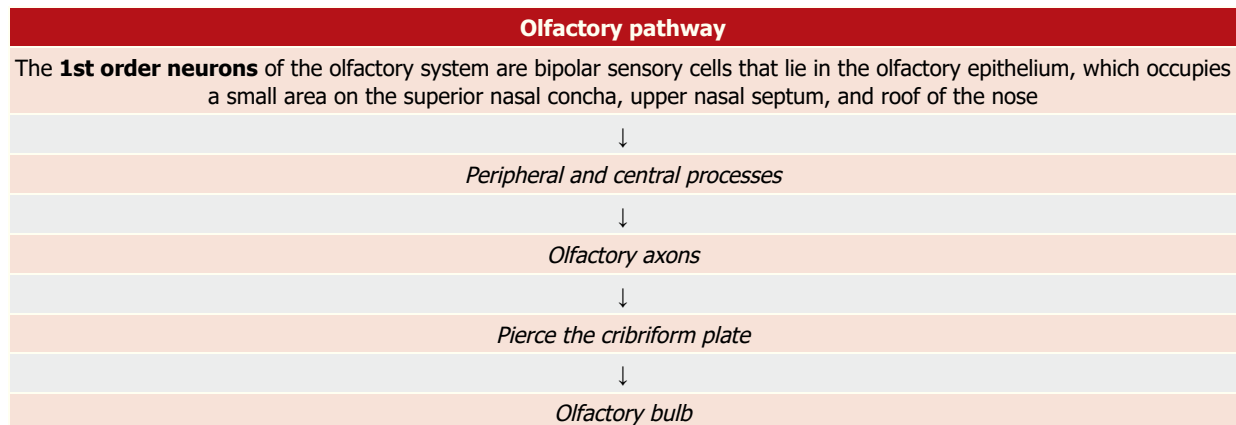 Olfactory pathway
The 1st order neurons of the olfactory system are bipolar sensory cells that lie in the olfactory epithelium, which occupies
a small area on the superior nasal concha, upper nasal septum, and roof of the nose
↓
Peripheral and central processes
↓
Olfactory axons
↓
Pierce the cribriform plate
↓
Olfactory bulb